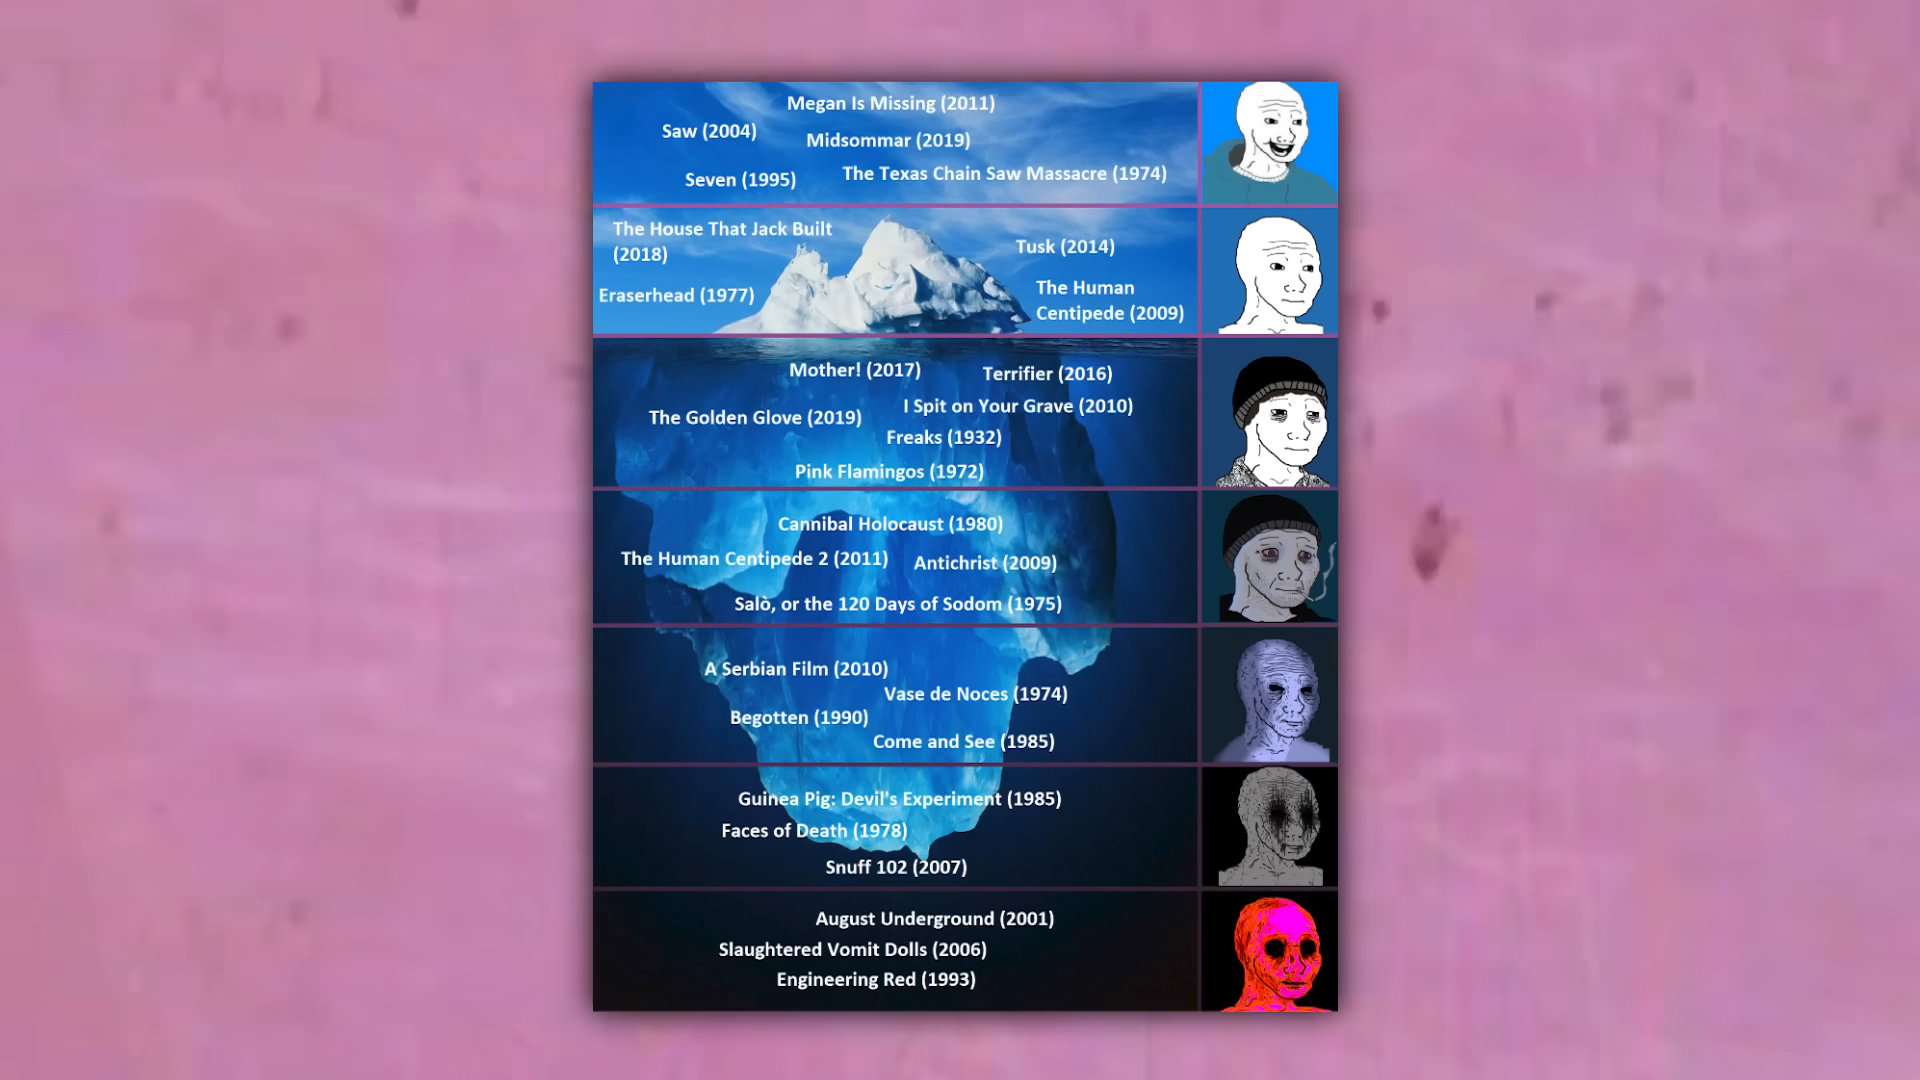 Megan Is Missing (2011)
Saw (2004)
Midsommar (2019)
The Texas Chain Saw Massacre (1974)
Seven (1995)
The House That Jack Built
(2018)
Tusk (2014)
Eraserhead (1977)
The Human
Centipede (2009)
Mother! (2017)
Terrifier (2016)
I Spit on Your Grave (2010)
The Golden Glove (2019)
Freaks (1932)
Pink Flamingos (1972)
Cannibal Holocaust (1980)
The Human Centipede 2 (2011)
Antichrist (2009)
Salò, or the 120 Days of Sodom (1975)
A Serbian Film (2010)
Vase de Noces (1974)
Begotten (1990)
Come and See (1985)
Guinea Pig: Devil's Experiment (1985)
Faces of Death (1978)
Snuff 102 (2007)
August Underground (2001)
Slaughtered Vomit Dolls (2006)
Engineering Red (1993)